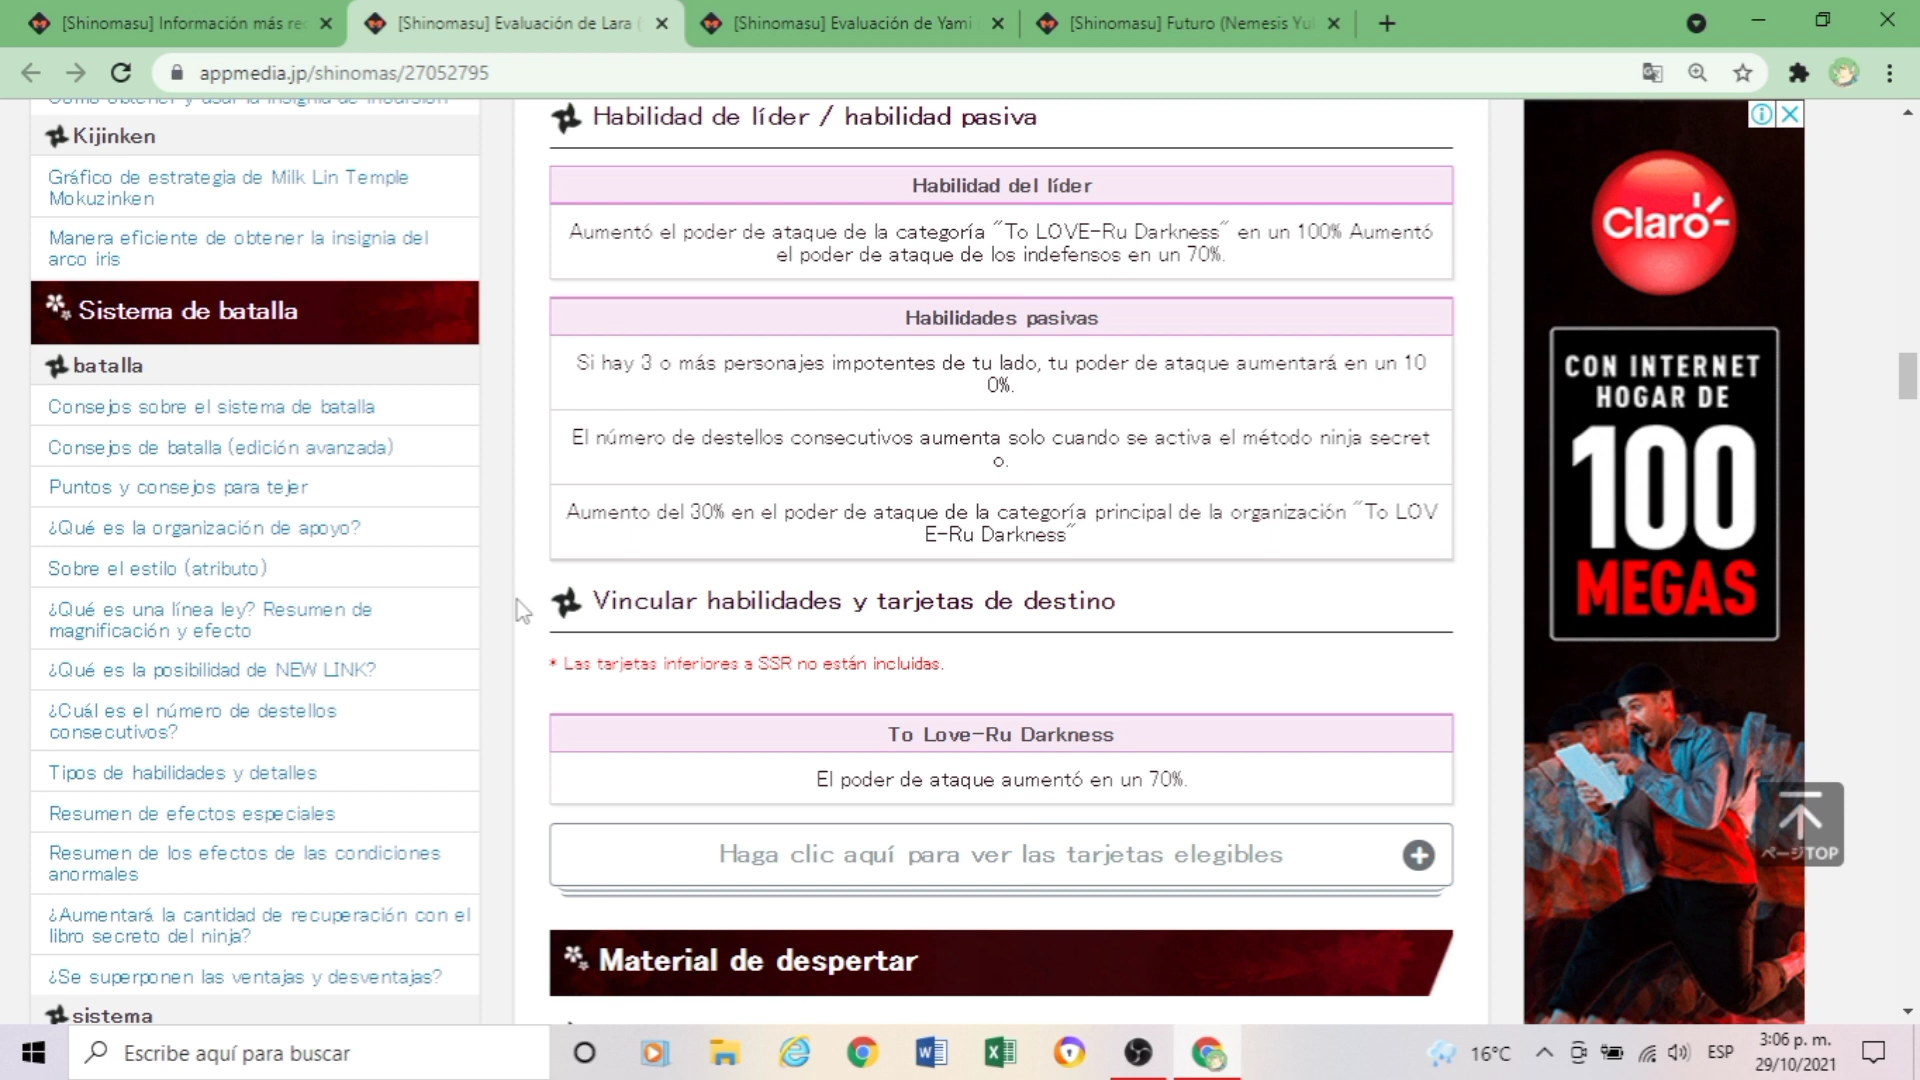 [Shinomasu] Información más re
[Shinomasu] Evaluación de Lara (
[Shinomasu] Evaluación de Yami
[Shinomasu] Futuro (Nemesis Yu
appmedia.jp/shinomas/27052795
Cómo obtener y usar la insignia de incursión
Kijinken
Gráfico de estrategia de Milk Lin Temple
Mokuzinken
Manera eficiente de obtener la insignia del
arco iris
Sistema de batalla
batalla
Consejos sobre el sistema de batalla
Consejos de batalla (edición avanzada)
Puntos y consejos para tejer
¿Qué es la organización de apoyo?
Sobre el estilo (atributo)
¿Qué es una línea ley? Resumen de
magnificación y efecto
¿Qué es la posibilidad de NEW LINK?
¿Cuál es el número de destellos
consecutivos?
Tipos de habilidades y detalles
Resumen de efectos especiales
Resumen de los efectos de las condiciones
anormales
¿Aumentará la cantidad de recuperación con el
libro secreto del ninja?
¿Se superponen las ventajas y desventajas?
sistema
Habilidad de líder / habilidad pasiva
Habilidad del líder
Aumentó el poder de ataque de la categoría "To LOVE-Ru Darkness" en un 100% Aumentó
el poder de ataque de los indefensos en un 70%.
Habilidades pasivas
Si hay 3 o más personajes impotentes de tu lado, tu poder de ataque aumentará en un 10
0%.
El número de destellos consecutivos aumenta solo cuando se activa el método ninja secret
o.
Aumento del 30% en el poder de ataque de la categoría principal de la organización "To LOV
E-Ru Darkness"
Vincular habilidades y tarjetas de destino
* Las tarjetas inferiores a SSR no están incluidas.
To Love-Ru Darkness
El poder de ataque aumentó en un 70%.
Haga clic aquí para ver las tarjetas elegibles
Material de despertar
Claro-
CON INTERNET
HOGAR DE
100
MEGAS
ページTOP
Escribe aquí para buscar
16°C
ESP
3:06 p. m.
29/10/2021